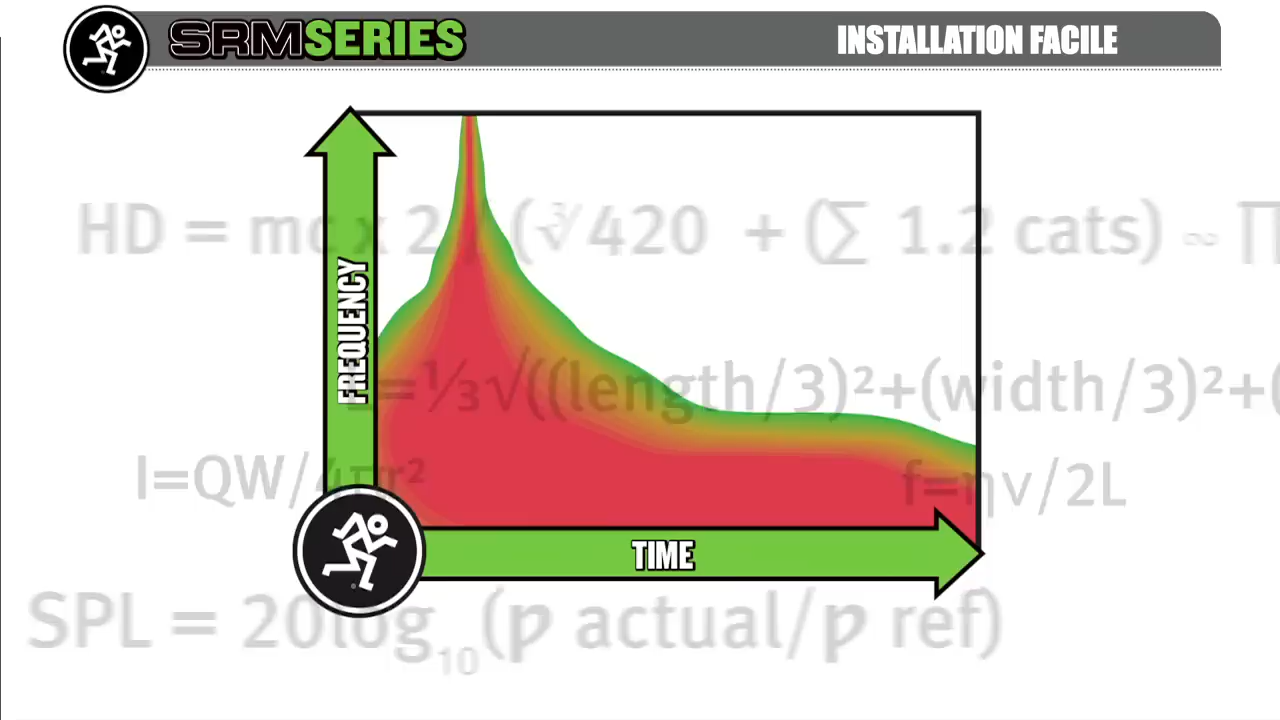 SRMSERIES
INSTALLATION FACILE
HD = mc x 2 / (∛420 + (∑ 1.2 cats) ~ ∏
FREQUENCY
=⅓√((length/3)²+(width/3)²+(
I=QW/4πr²
f=ηv/2L
TIME
SPL = 20log₁₀(p actual/p ref)